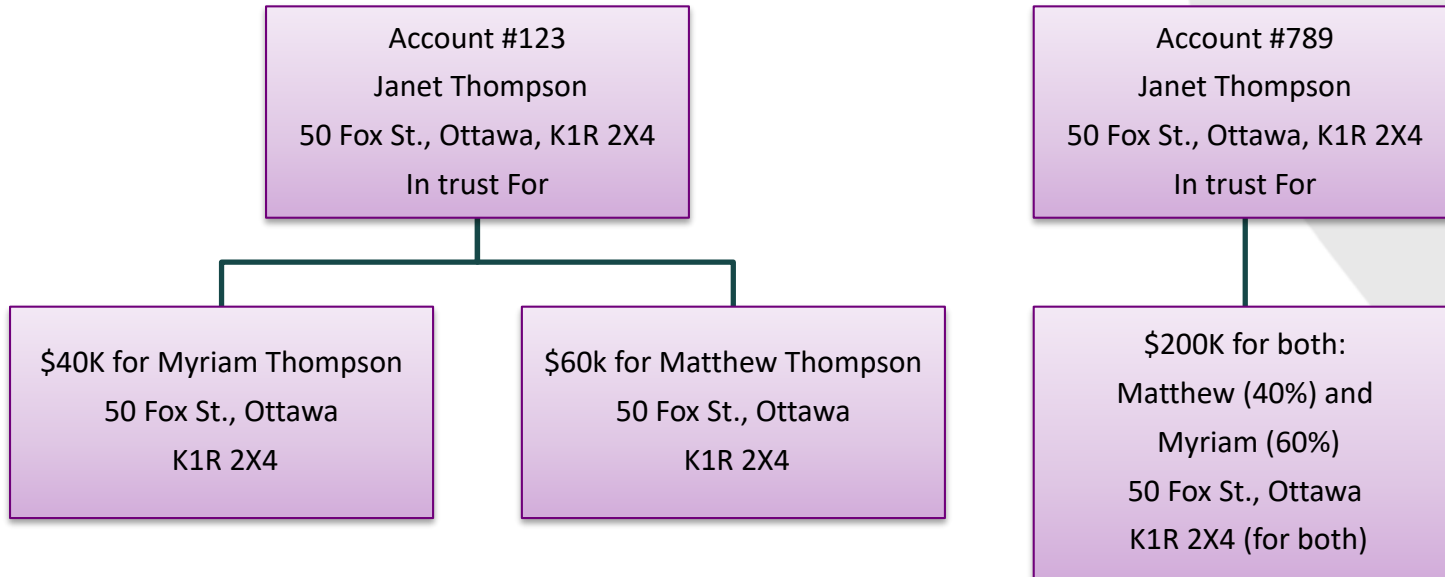 Account #123
Janet Thompson
50 Fox St., Ottawa, K1R 2X4
In trust For
Account #789
Janet Thompson
50 Fox St., Ottawa, K1R 2X4
In trust For
$40K for Myriam Thompson
50 Fox St., Ottawa
K1R 2X4
$60k for Matthew Thompson
50 Fox St., Ottawa
K1R 2X4
$200K for both:
Matthew (40%) and
Myriam (60%)
50 Fox St., Ottawa
K1R 2X4 (for both)